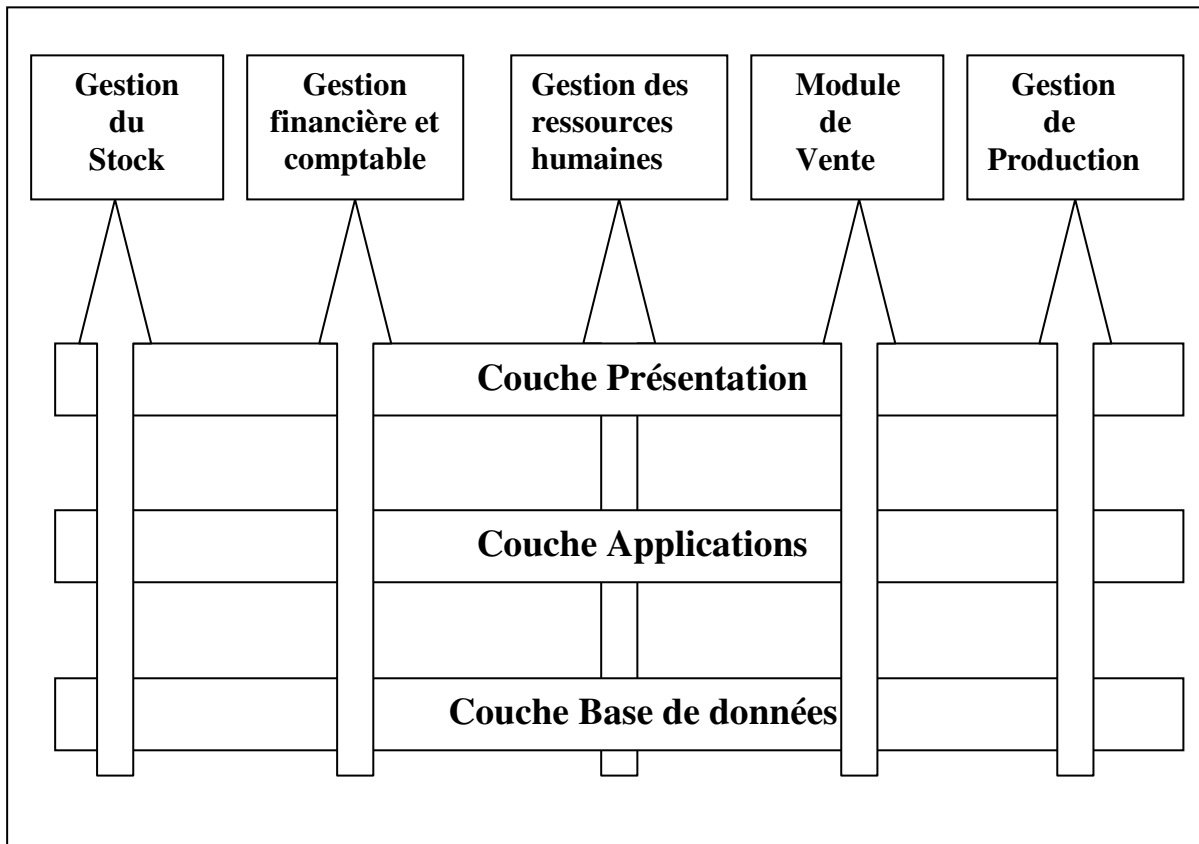 Gestion
du
Stock
Gestion
financière et
comptable
Gestion des
ressources
humaines
Module
de
Vente
Gestion
de
Production
Couche Présentation
Couche Applications
Couche Base de données